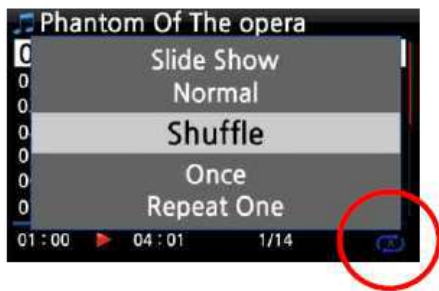 Phantom Of The opera
Slide Show
Normal
Shuffle
Once
Repeat One
01:00 04:01 1/14